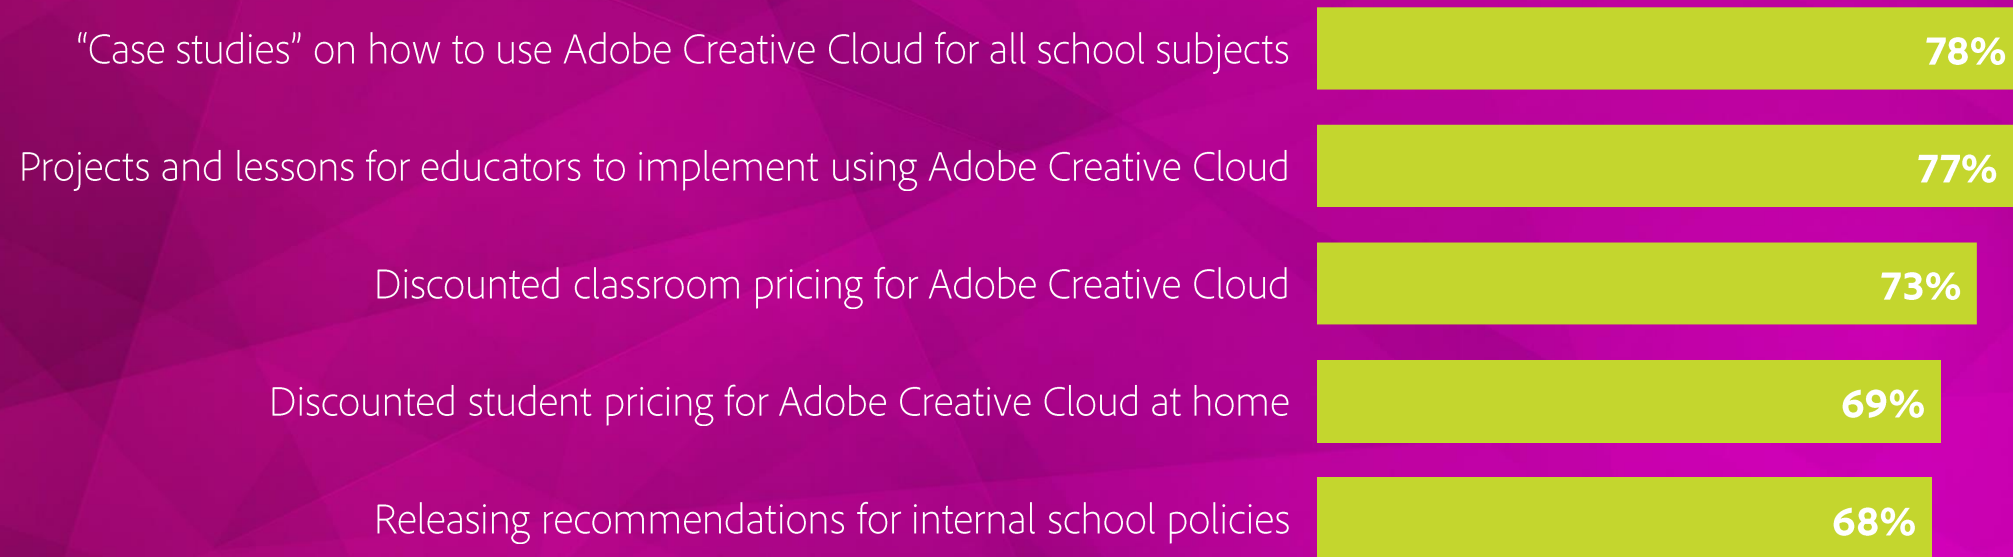 “Case studies” on how to use Adobe Creative Cloud for all school subjects 78%
Projects and lessons for educators to implement using Adobe Creative Cloud 77%
Discounted classroom pricing for Adobe Creative Cloud 73%
Discounted student pricing for Adobe Creative Cloud at home 69%
Releasing recommendations for internal school policies 68%